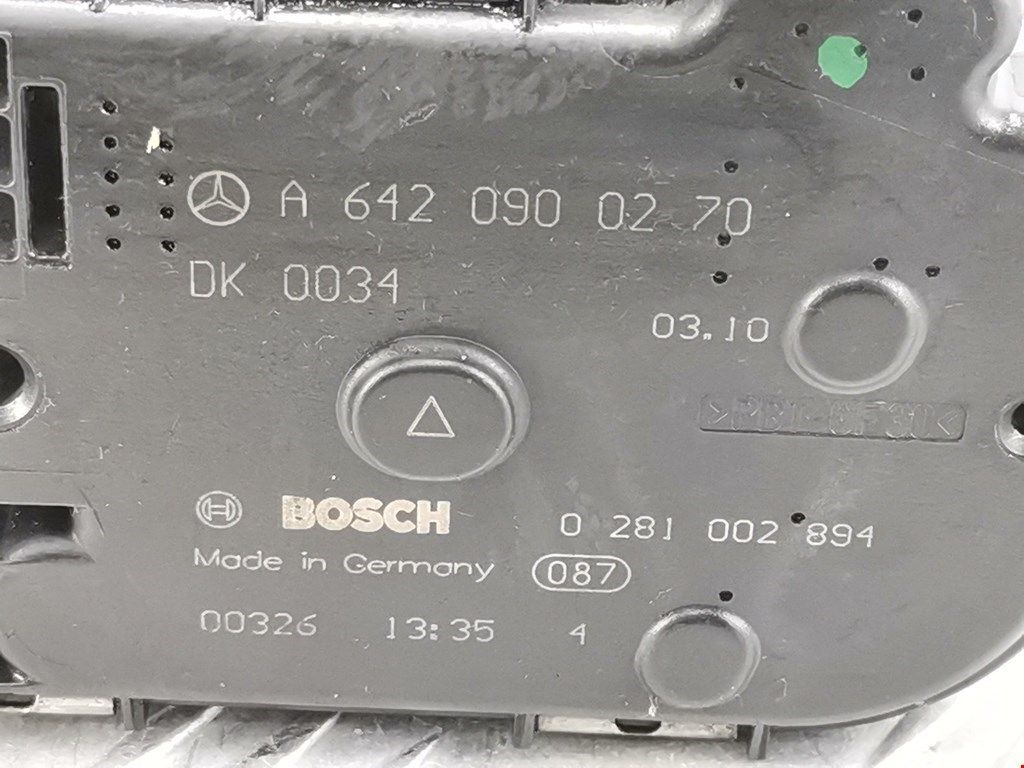 A 642 090 02 70
DK 0034
03.10
BOSCH 0 281 002 894
Made in Germany 087
00326 13:35 4